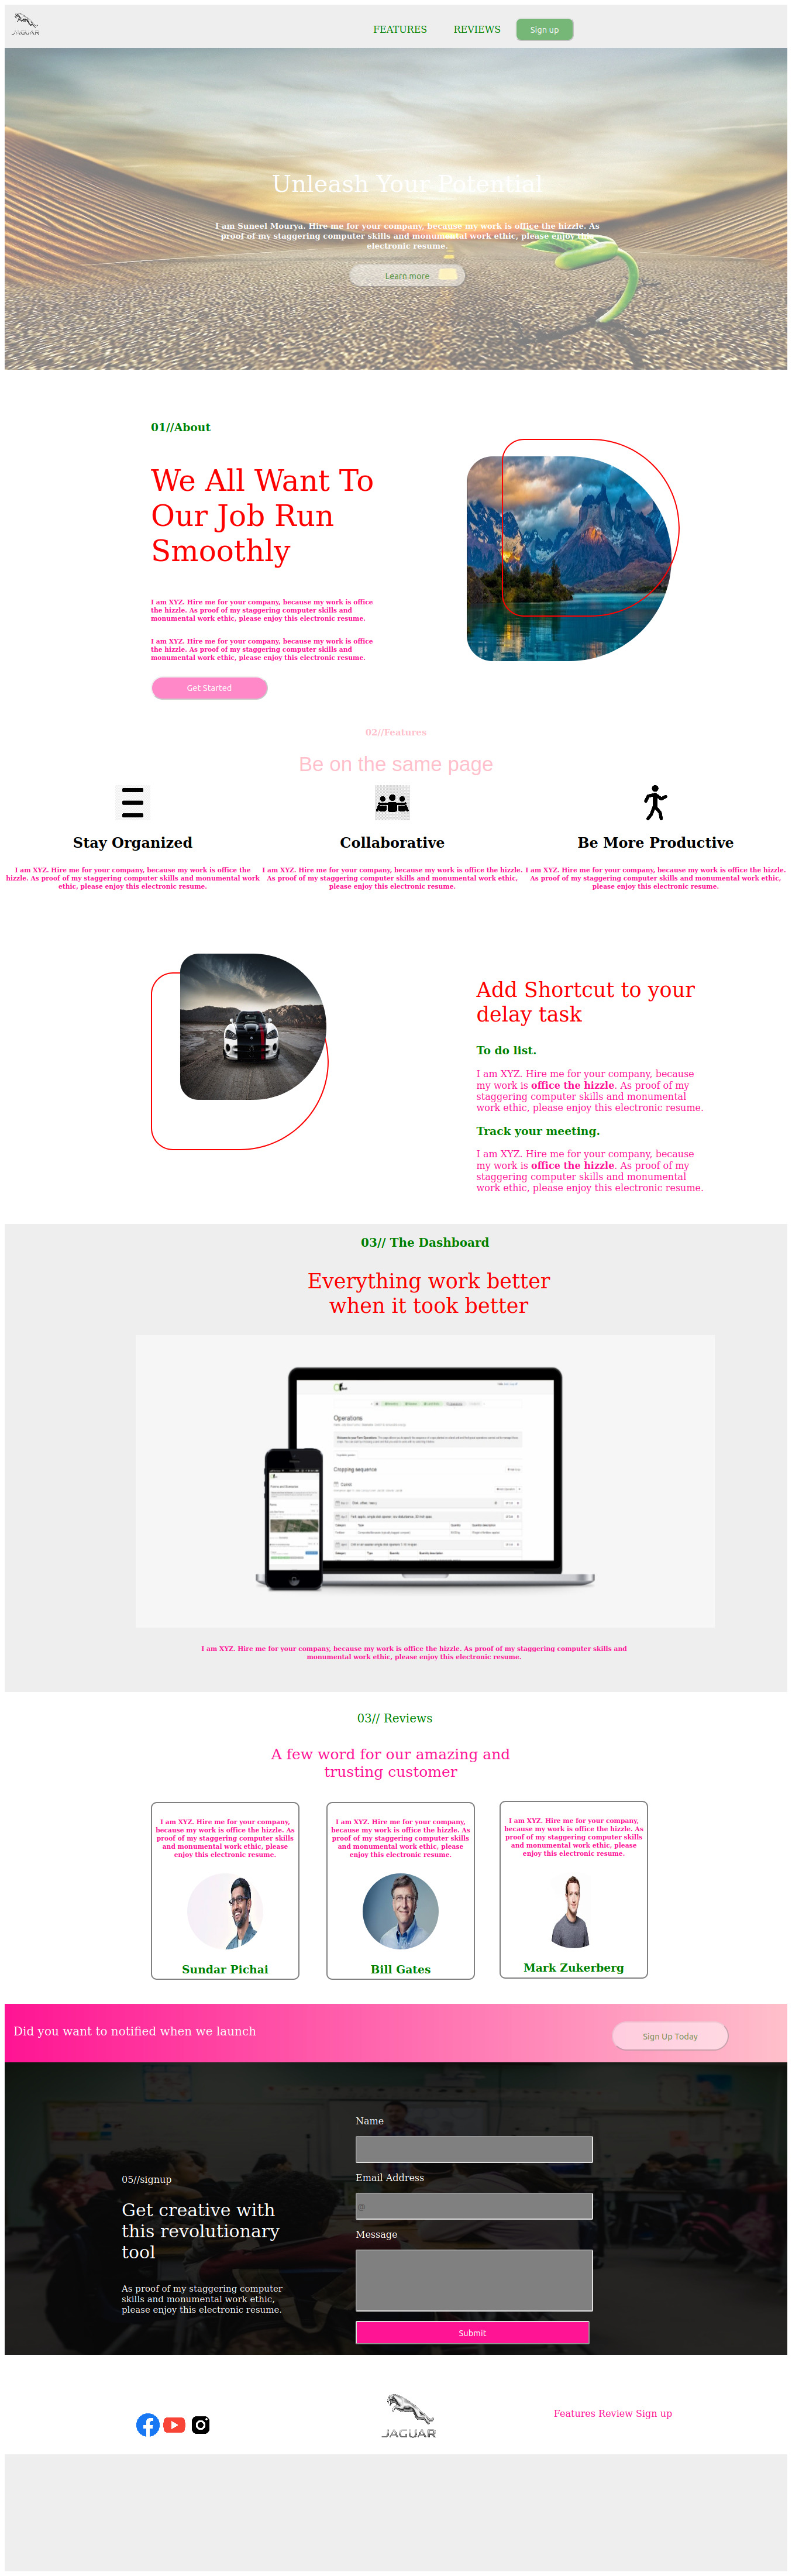 JAGUAR
FEATURES REVIEWS Sign up
Unleash Your Potential
I am Suneel Mourya. Hire me for your company, because my work is office the hizzle. As
proof of my staggering computer skills and monumental work ethic, please enjoy this
electronic resume.
Learn more
01//About
We All Want To
Our Job Run
Smoothly
I am XYZ. Hire me for your company, because my work is office
the hizzle. As proof of my staggering computer skills and
monumental work ethic, please enjoy this electronic resume.
I am XYZ. Hire me for your company, because my work is office
the hizzle. As proof of my staggering computer skills and
monumental work ethic, please enjoy this electronic resume.
Get Started
02//Features
Be on the same page
Stay Organized
I am XYZ. Hire me for your company, because my work is office the
hizzle. As proof of my staggering computer skills and monumental work
ethic, please enjoy this electronic resume.
Collaborative
I am XYZ. Hire me for your company, because my work is office the hizzle.
As proof of my staggering computer skills and monumental work ethic,
please enjoy this electronic resume.
Be More Productive
I am XYZ. Hire me for your company, because my work is office the hizzle.
As proof of my staggering computer skills and monumental work ethic,
please enjoy this electronic resume.
Add Shortcut to your
delay task
To do list.
I am XYZ. Hire me for your company, because
my work is office the hizzle. As proof of my
staggering computer skills and monumental
work ethic, please enjoy this electronic resume.
Track your meeting.
I am XYZ. Hire me for your company, because
my work is office the hizzle. As proof of my
staggering computer skills and monumental
work ethic, please enjoy this electronic resume.
03// The Dashboard
Everything work better
when it took better
Operations
Cropping sequence
I am XYZ. Hire me for your company, because my work is office the hizzle. As proof of my staggering computer skills and
monumental work ethic, please enjoy this electronic resume.
03// Reviews
A few word for our amazing and
trusting customer
I am XYZ. Hire me for your company,
because my work is office the hizzle. As
proof of my staggering computer skills
and monumental work ethic, please
enjoy this electronic resume.
Sundar Pichai
I am XYZ. Hire me for your company,
because my work is office the hizzle. As
proof of my staggering computer skills
and monumental work ethic, please
enjoy this electronic resume.
Bill Gates
I am XYZ. Hire me for your company,
because my work is office the hizzle. As
proof of my staggering computer skills
and monumental work ethic, please
enjoy this electronic resume.
Mark Zukerberg
Did you want to notified when we launch
Sign Up Today
05//signup
Get creative with
this revolutionary
tool
As proof of my staggering computer
skills and monumental work ethic,
please enjoy this electronic resume.
Name
Email Address
@
Message
Submit
JAGUAR
Features Review Sign up